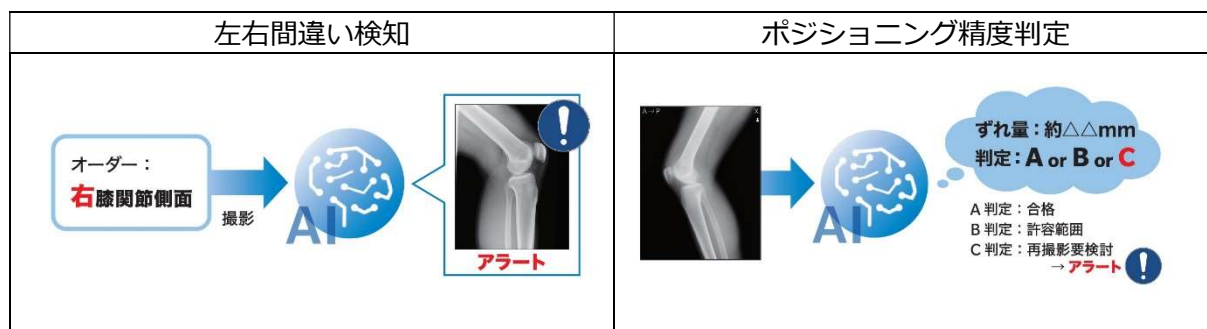 左右間違い検知
ポジショニング精度判定
オーダー：
右膝関節側面
撮影
AI
アラート
A→P
X
AI
ずれ量：約△△mm
判定：A or B or C
A 判定：合格
B 判定：許容範囲
C 判定：再撮影要検討
→ アラート